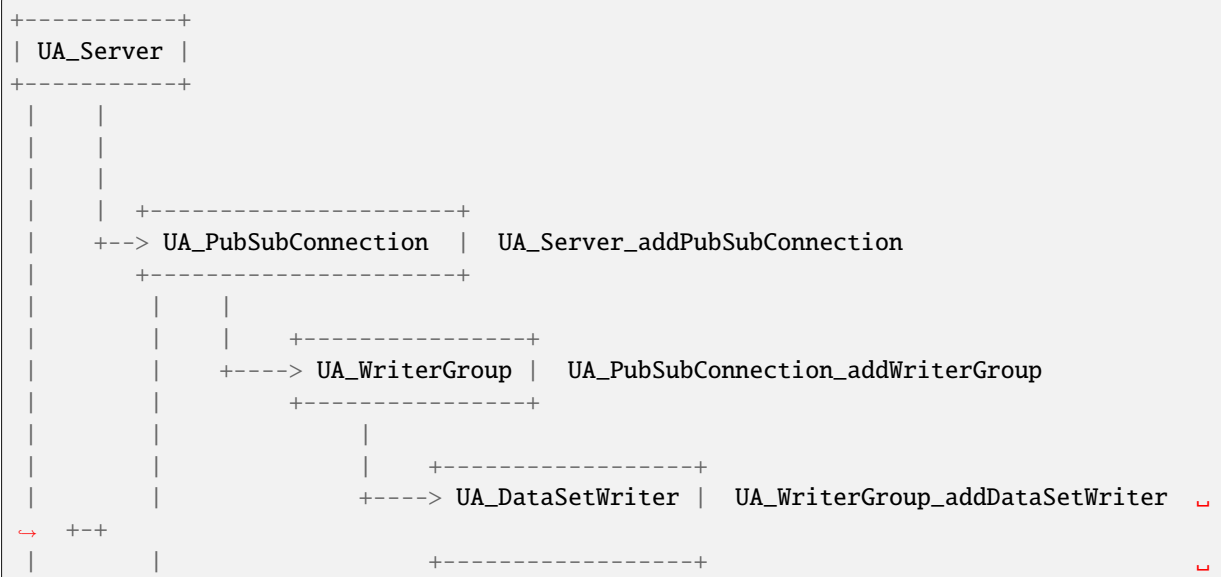 +-----------+
| UA_Server |
+-----------+
 |    |
 |    |
 |    |
 |    |  +----------------------+
 |    +--> UA_PubSubConnection  |  UA_Server_addPubSubConnection
 |       +----------------------+
 |        |    |
 |        |    |    +-----------------+
 |        |    +----> UA_WriterGroup |  UA_PubSubConnection_addWriterGroup
 |        |         +-----------------+
 |        |              |
 |        |              |    +------------------+
 |        |              +----> UA_DataSetWriter |  UA_WriterGroup_addDataSetWriter  ␣
↪  +-+
 |        |                   +------------------+                                   ␣